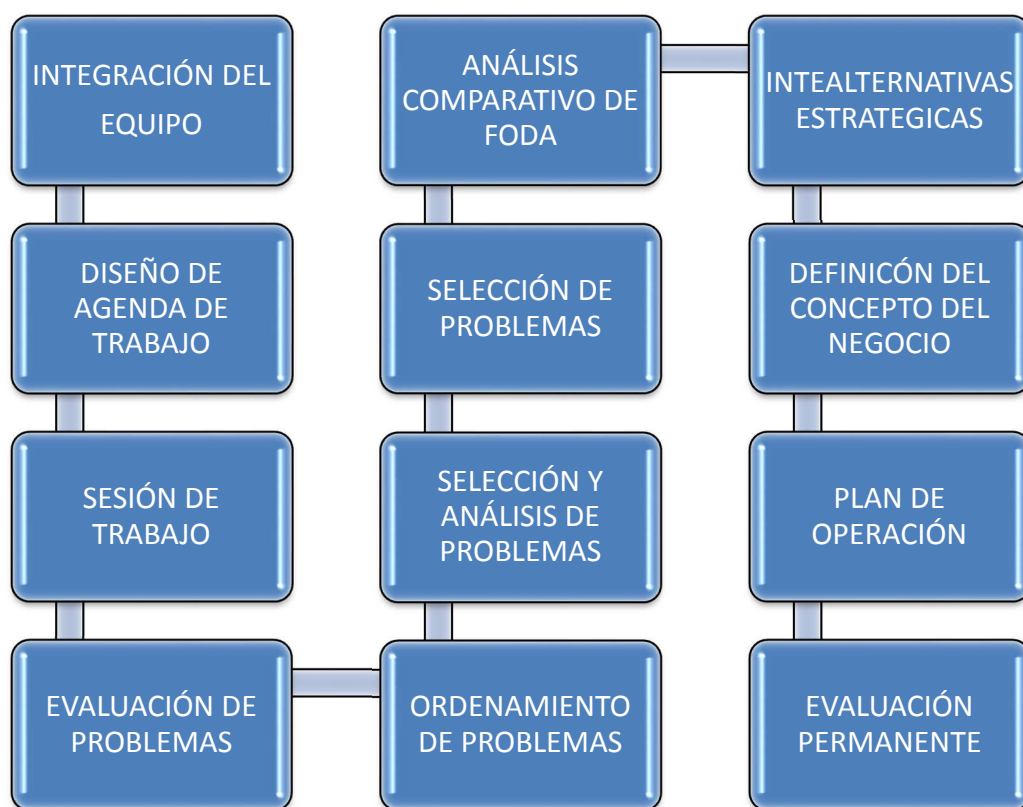 INTEGRACIÓN DEL
EQUIPO
DISEÑO DE
AGENDA DE
TRABAJO
SESIÓN DE
TRABAJO
EVALUACIÓN DE
PROBLEMAS
ORDENAMIENTO
DE PROBLEMAS
SELECCIÓN Y
ANÁLISIS DE
PROBLEMAS
SELECCIÓN DE
PROBLEMAS
ANÁLISIS
COMPARATIVO DE
FODA
INTEALTERNATIVAS
ESTRATEGICAS
DEFINICÓN DEL
CONCEPTO DEL
NEGOCIO
PLAN DE
OPERACIÓN
EVALUACIÓN
PERMANENTE